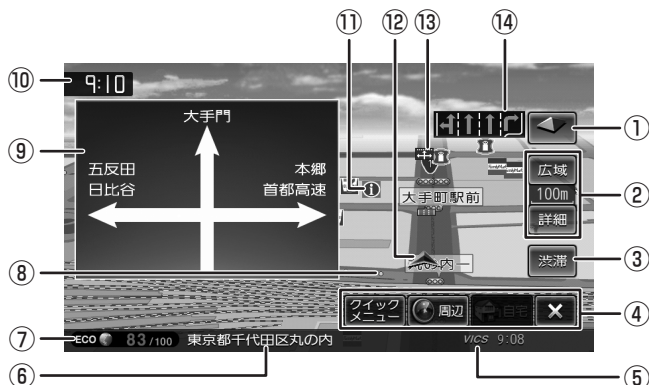 ⑪ ⑫ ⑬ ⑭
⑩ 9:10
大手門
⑨
五反田 本郷
日比谷 首都高速
①
広域
100m ②
詳細
大手町駅前
渋滞 ③
⑧
クイック
メニュー 周辺 自宅 ④
⑦ ECO 83/100 東京都千代田区丸の内 VICS 9:08
⑥ ⑤